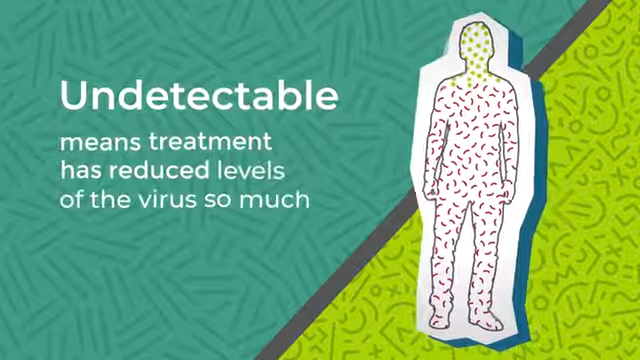 Undetectable
means treatment
has reduced levels
of the virus so much